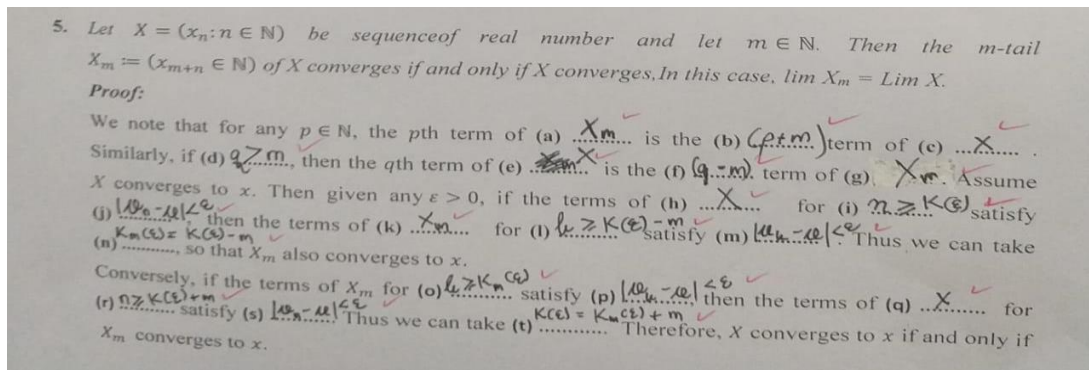 5. Let X = (xₙ: n ∈ ℕ) be sequenceof real number and let m ∈ ℕ. Then the m-tail
Xₘ := (xₘ₊ₙ ∈ ℕ) of X converges if and only if X converges, In this case, lim Xₘ = Lim X.
Proof:
We note that for any p ∈ ℕ, the pth term of (a) ..Xm... is the (b) (p+m) term of (c) ...X.....
Similarly, if (d) q≥m., then the qth term of (e) ...X.. is the (f) (q-m). term of (g) Xm. Assume
X converges to x. Then given any ε > 0, if the terms of (h) ...X.... for (i) n ≥ K(ε) satisfy
(j) |xn-x|<ε then the terms of (k) ..Xm.... for (l) k ≥ K(ε)-m satisfy (m) |xk-x|<ε Thus we can take
(n) Km(ε) = K(ε)-m, so that Xₘ also converges to x.
Conversely, if the terms of Xₘ for (o) k ≥ Km(ε) satisfy (p) |xk-x|<ε then the terms of (q) ..X....... for
(r) n ≥ K(ε)+m satisfy (s) |xn-x|<ε Thus we can take (t) K(ε) = Km(ε)+m Therefore, X converges to x if and only if
Xₘ converges to x.